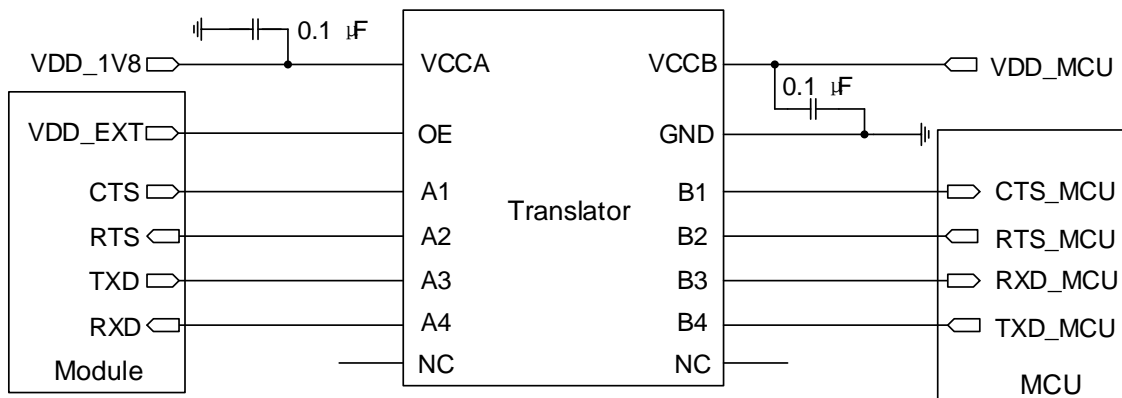 0.1 μF
VDD_1V8
VCCA
VCCB
VDD_MCU
0.1 μF
VDD_EXT
OE
GND
CTS
A1
B1
CTS_MCU
Translator
RTS
A2
B2
RTS_MCU
TXD
A3
B3
RXD_MCU
RXD
A4
B4
TXD_MCU
NC
NC
Module
MCU